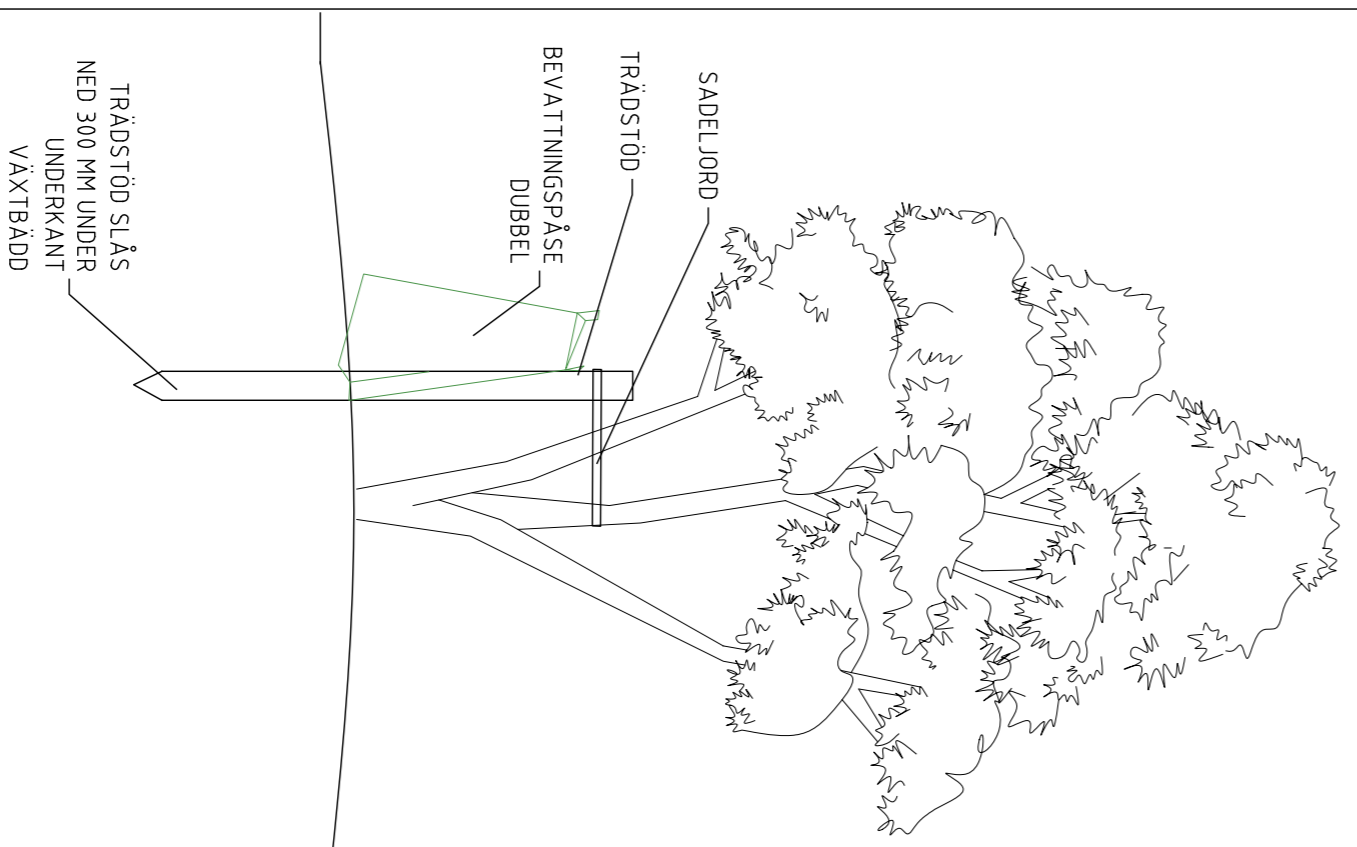 SADELJORD
TRÄDSTÖD
BEVATTNINGSPÅSE
DUBBEL
TRÄDSTÖD SLÅS
NED 300 MM UNDER
UNDERKANT
VÄXTBÄDD